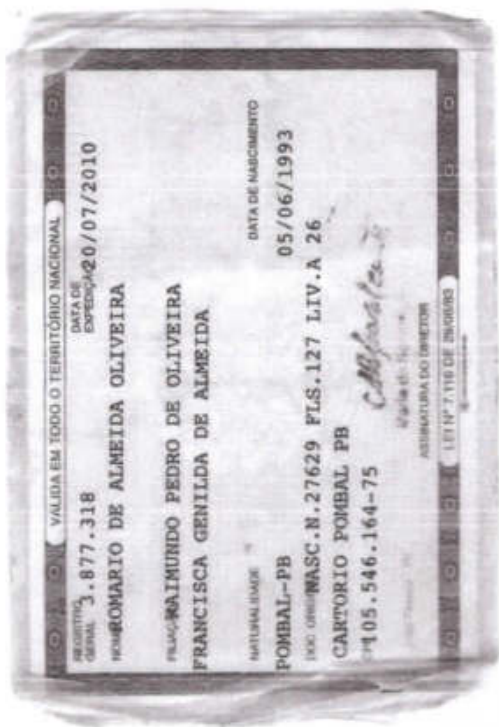 VÁLIDA EM TODO O TERRITÓRIO NACIONAL
REGISTRO GERAL 3.877.318 DATA DE EXPEDIÇÃO 20/07/2010
NOME ROMARIO DE ALMEIDA OLIVEIRA
FILIAÇÃO RAIMUNDO PEDRO DE OLIVEIRA
FRANCISCA GENILDA DE ALMEIDA
NATURALIDADE DATA DE NASCIMENTO
POMBAL-PB 05/06/1993
DOC ORIGEM NASC.N.27629 FLS.127 LIV.A 26
CARTORIO POMBAL PB
CPF 105.546.164-75
ASSINATURA DO DIRETOR
LEI Nº 7.116 DE 29/08/83